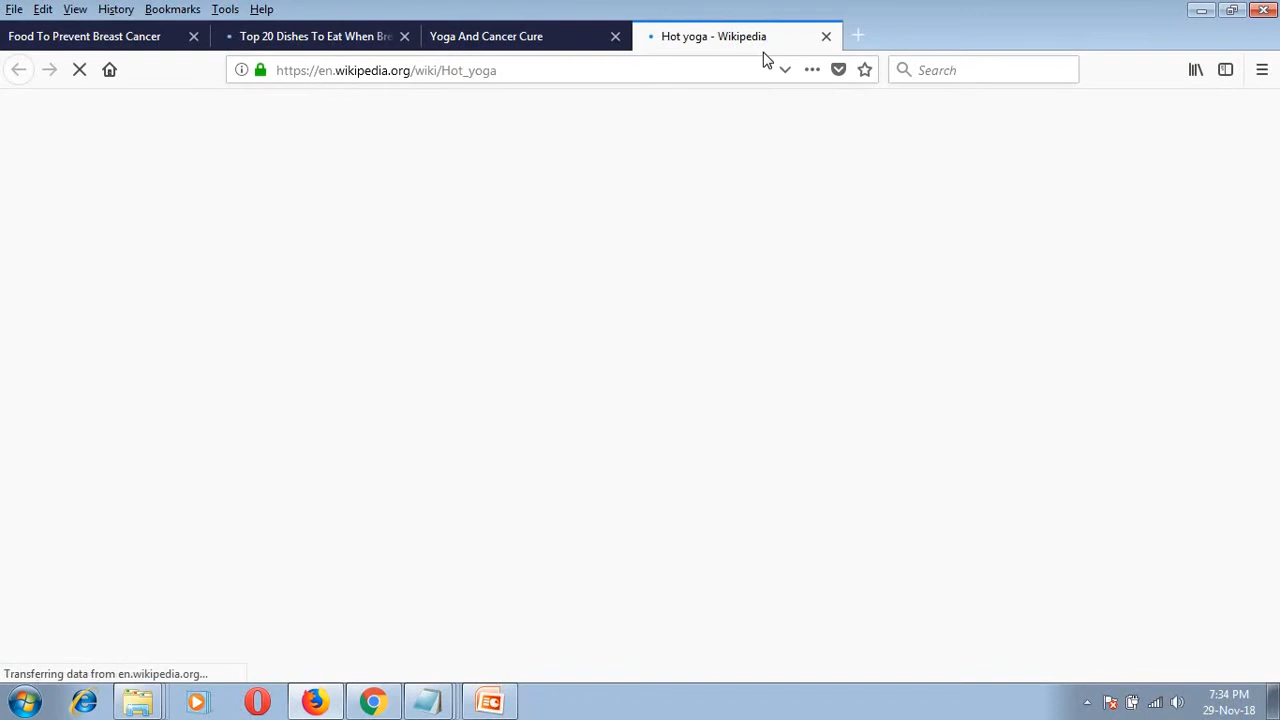 File Edit View History Bookmarks Tools Help
Food To Prevent Breast Cancer Top 20 Dishes To Eat When Bre Yoga And Cancer Cure Hot yoga - Wikipedia
https://en.wikipedia.org/wiki/Hot_yoga Search
Transferring data from en.wikipedia.org...
7:34 PM
29-Nov-18